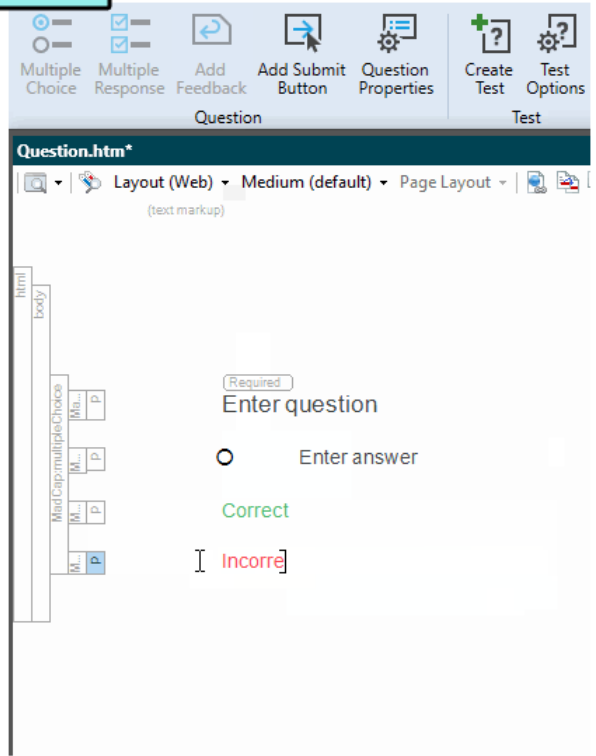 Multiple Multiple Add Add Submit Question Create Test
Choice Response Feedback Button Properties Test Options
Question Test
Question.htm*
Layout (Web) Medium (default) Page Layout
(text markup)
html
body
MadCap:multipleChoice
Required
Ma... P Enter question
M... P Enter answer
M... P Correct
M... P Incorre